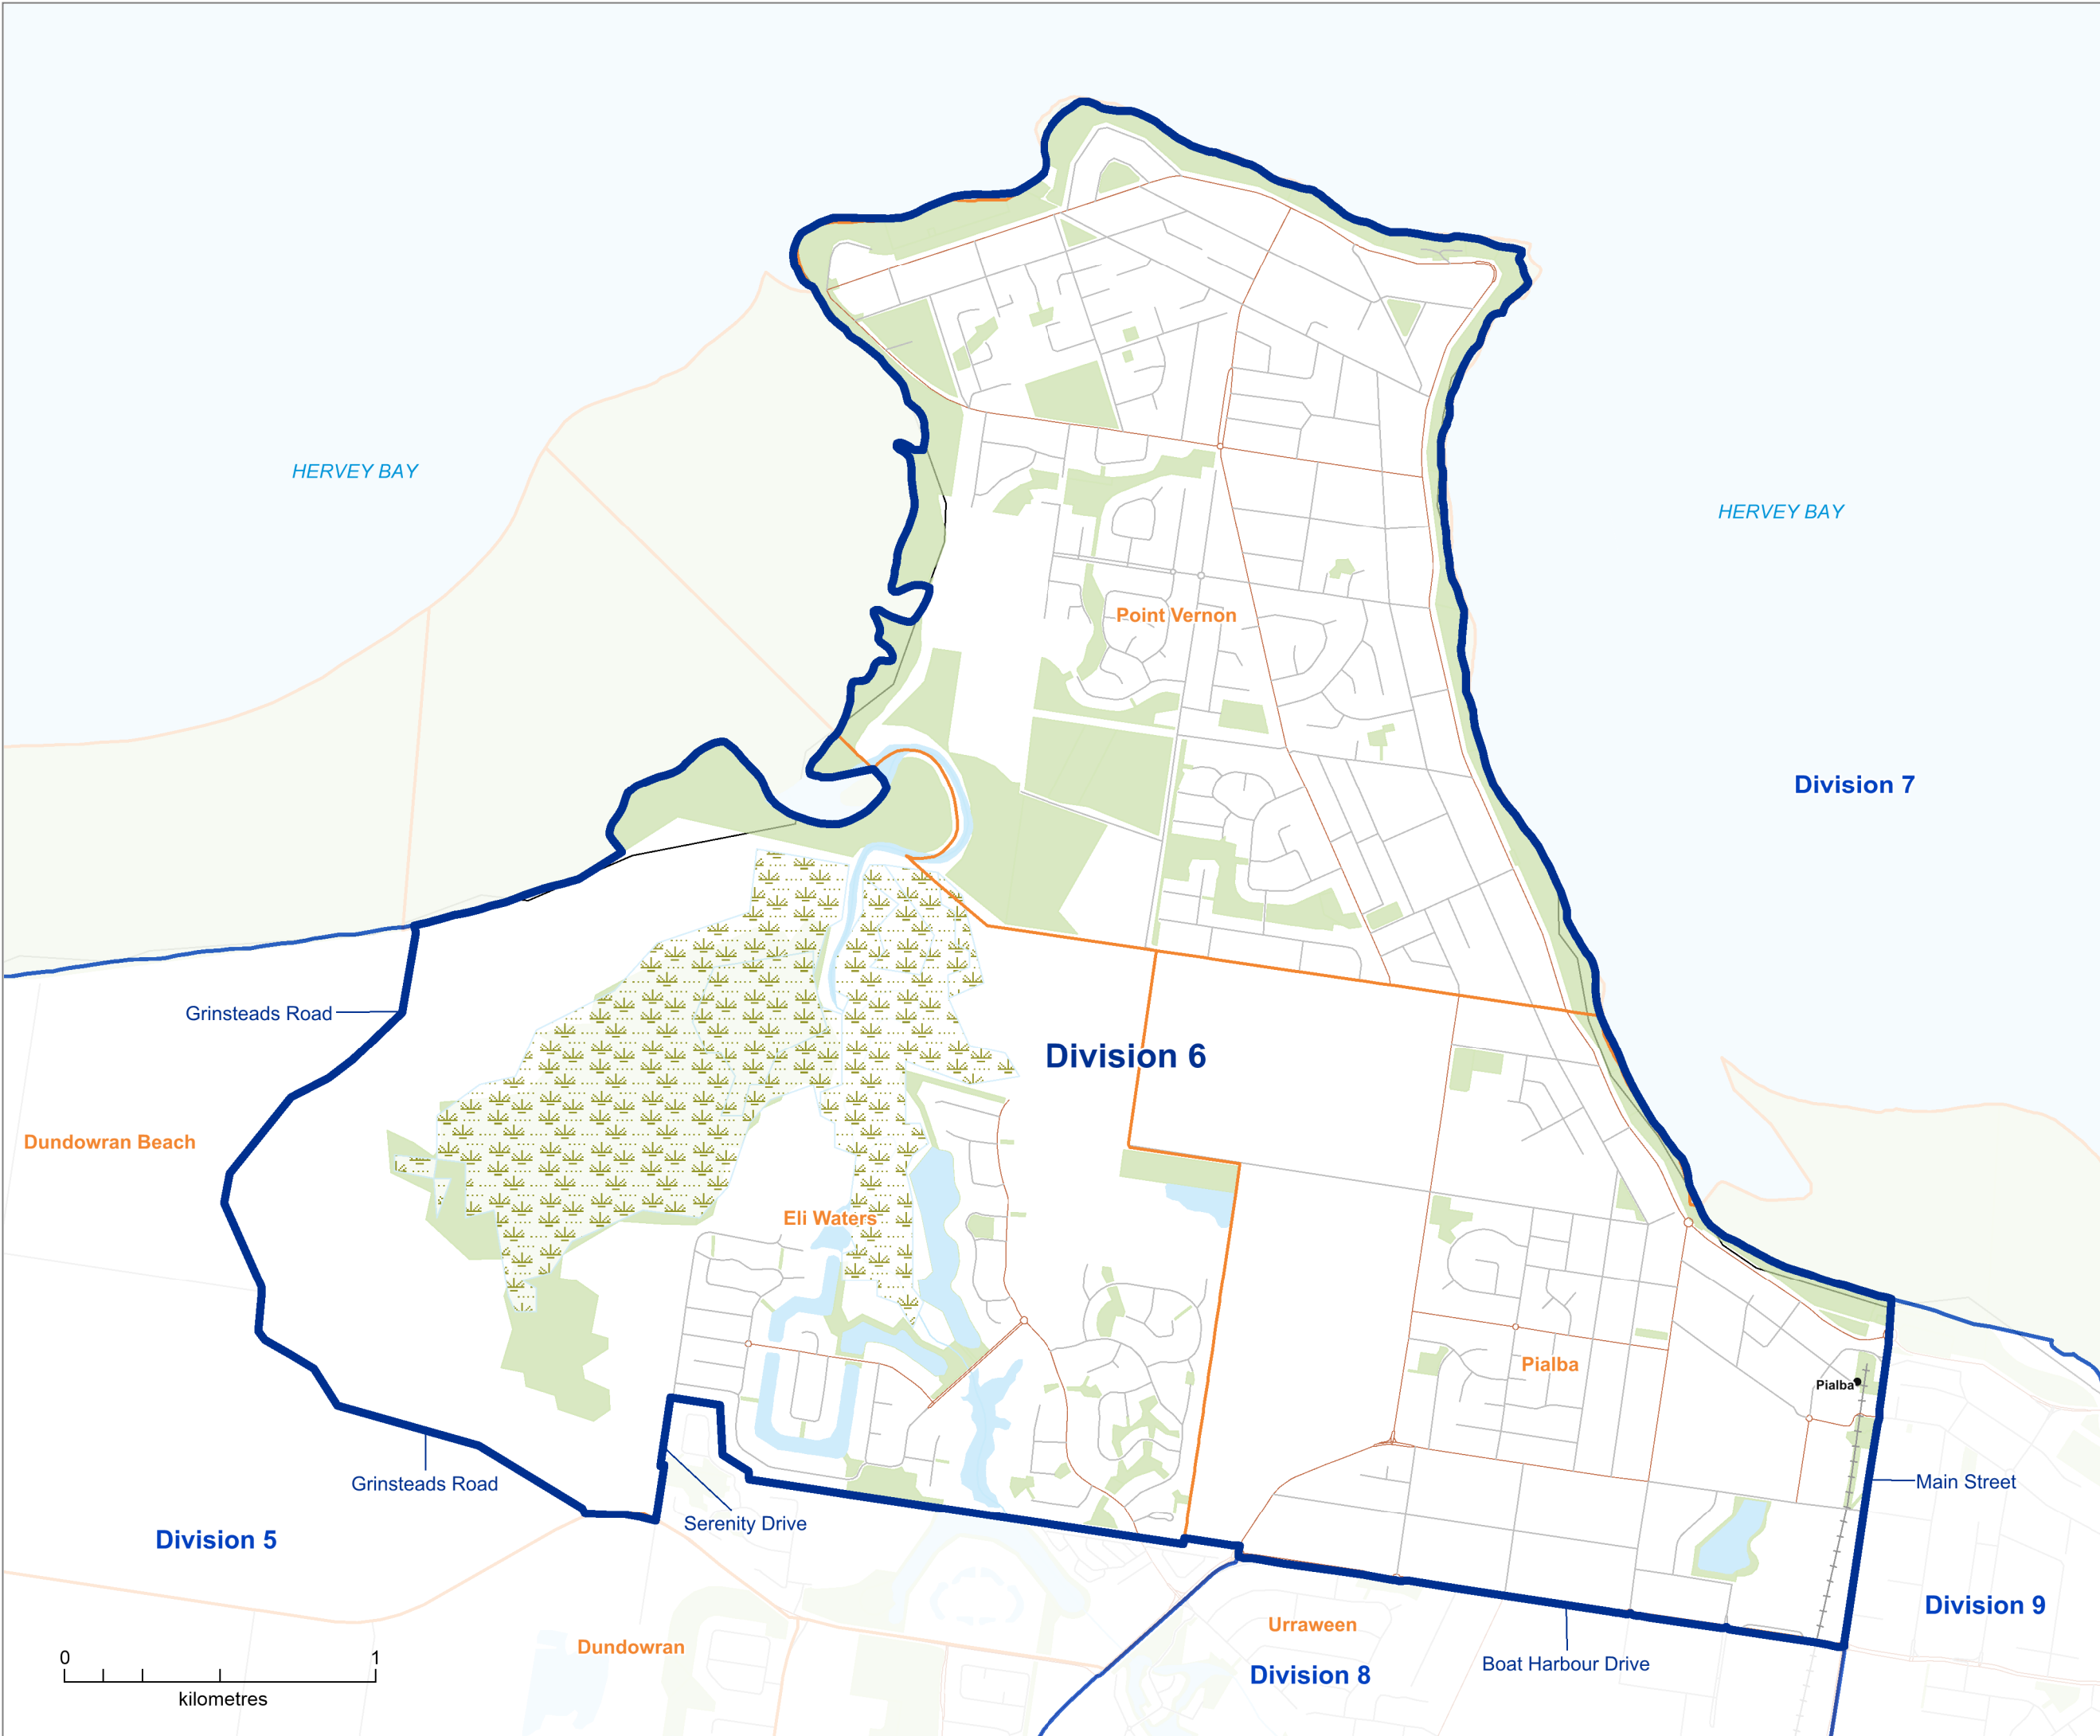 HERVEY BAY
HERVEY BAY
Point Vernon
Division 7
Grinsteads Road
Division 6
Dundowran Beach
Eli Waters
Pialba
Pialba
Grinsteads Road
Main Street
Serenity Drive
Division 5
Division 9
Urraween
Dundowran
Boat Harbour Drive
Division 8
0 1
kilometres